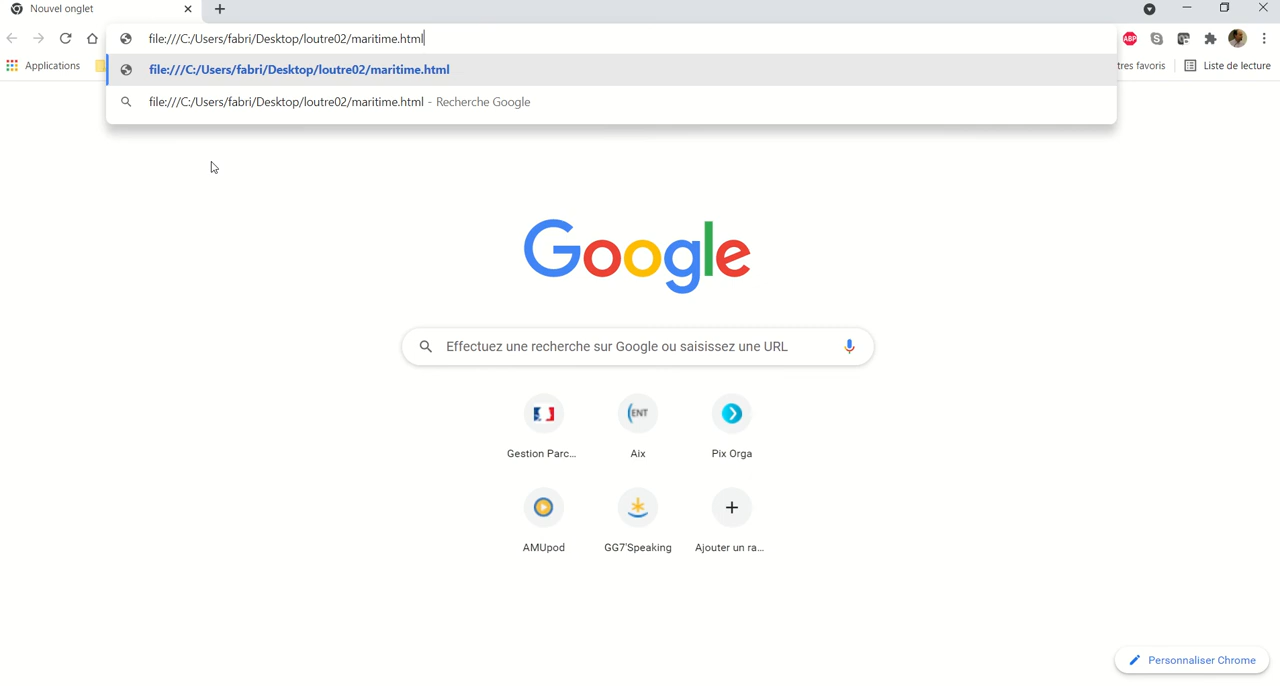 Nouvel onglet
file:///C:/Users/fabri/Desktop/loutre02/maritime.html
ABP
Applications
file:///C:/Users/fabri/Desktop/loutre02/maritime.html
tres favoris
Liste de lecture
file:///C:/Users/fabri/Desktop/loutre02/maritime.html - Recherche Google
Google
Effectuez une recherche sur Google ou saisissez une URL
ENT
Gestion Parc...
Aix
Pix Orga
AMUpod
GG7'Speaking
Ajouter un ra...
Personnaliser Chrome